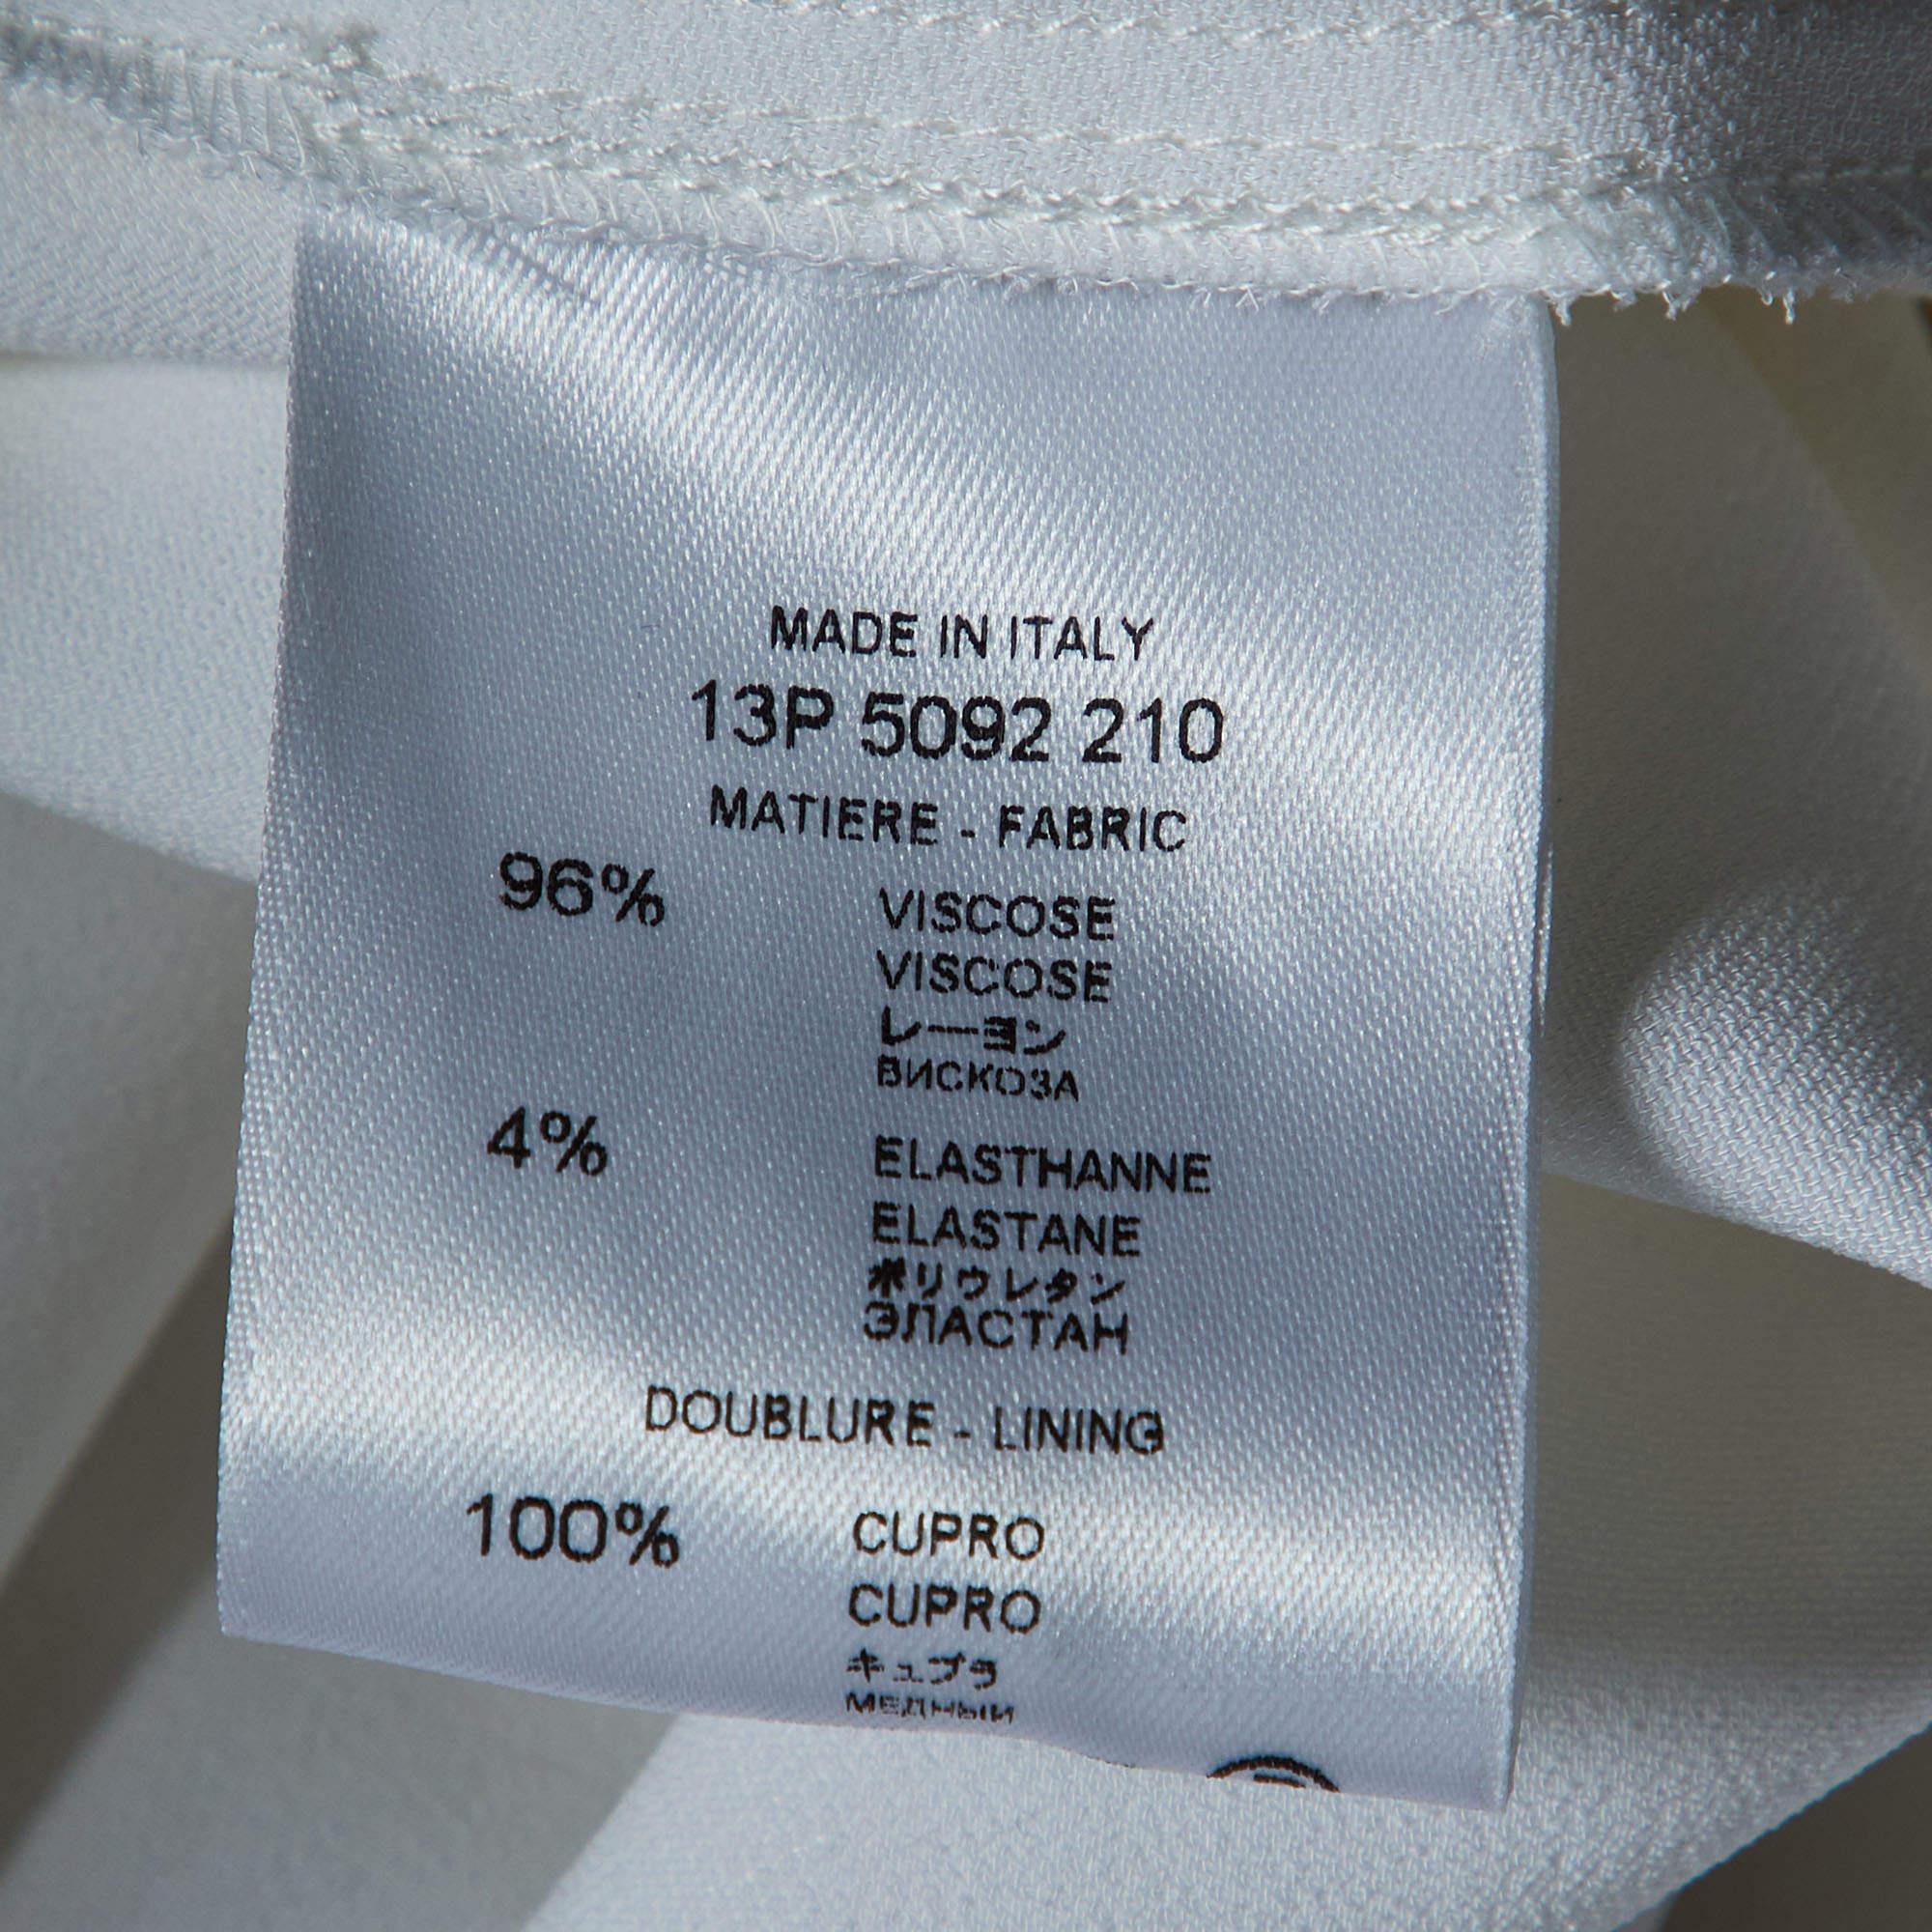 MADE IN ITALY
13P 5092 210
MATIERE - FABRIC
96% VISCOSE
VISCOSE
レーヨン
ВИСКОЗА
4% ELASTHANNE
ELASTANE
ポリウレタン
ЭЛАСТАН
DOUBLURE - LINING
100% CUPRO
CUPRO
キュプラ
МЕДНЫЙ